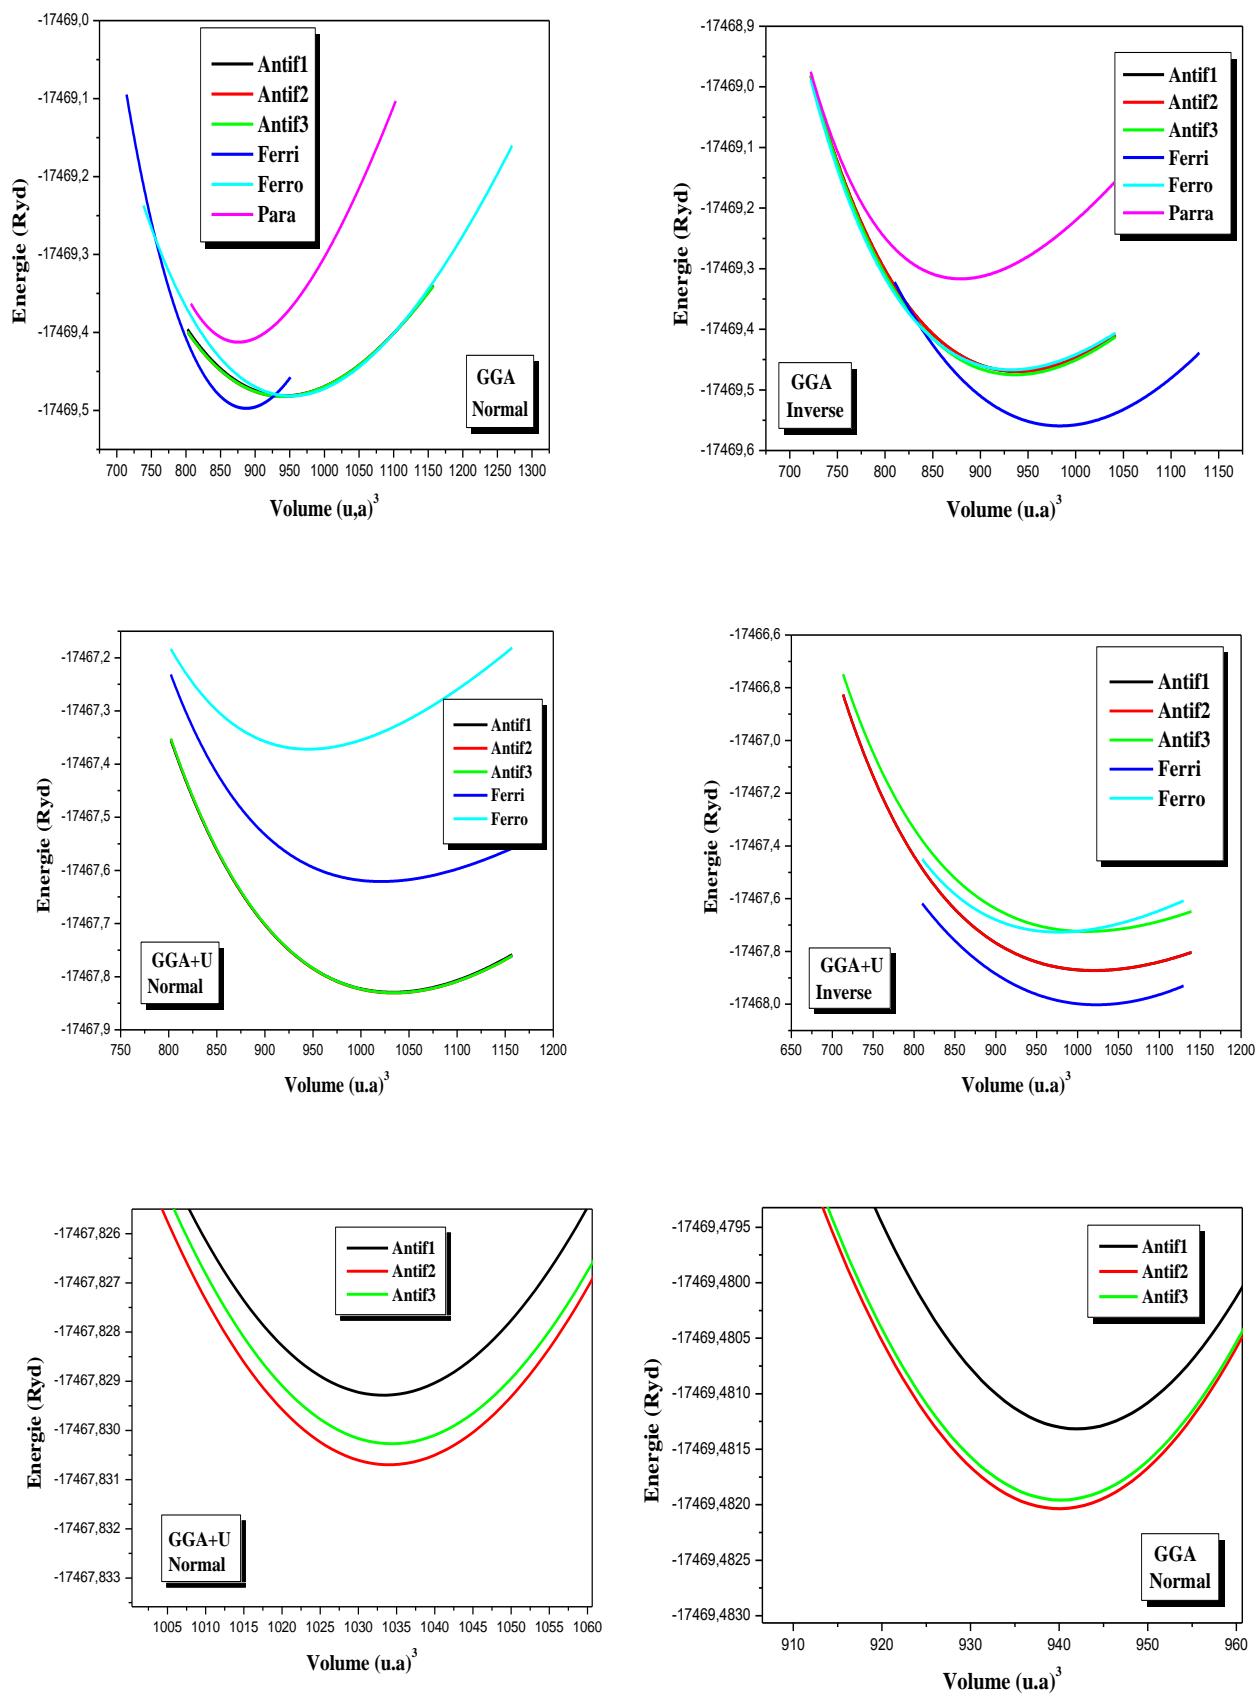 -17469,0
-17469,1
-17469,2
-17469,3
-17469,4
-17469,5
Energie (Ryd)
Antif1
Antif2
Antif3
Ferri
Ferro
Para
GGA
Normal
700 750 800 850 900 950 1000 1050 1100 1150 1200 1250 1300
Volume (u,a)³
-17468,9
-17469,0
-17469,1
-17469,2
-17469,3
-17469,4
-17469,5
-17469,6
Energie (Ryd)
Antif1
Antif2
Antif3
Ferri
Ferro
Parra
GGA
Inverse
700 750 800 850 900 950 1000 1050 1100 1150
Volume (u.a)³
-17467,2
-17467,3
-17467,4
-17467,5
-17467,6
-17467,7
-17467,8
-17467,9
Energie (Ryd)
Antif1
Antif2
Antif3
Ferri
Ferro
GGA+U
Normal
750 800 850 900 950 1000 1050 1100 1150 1200
Volume (u.a)³
-17466,6
-17466,8
-17467,0
-17467,2
-17467,4
-17467,6
-17467,8
-17468,0
Energie (Ryd)
Antif1
Antif2
Antif3
Ferri
Ferro
GGA+U
Inverse
650 700 750 800 850 900 950 1000 1050 1100 1150 1200
Volume (u.a)³
-17467,826
-17467,827
-17467,828
-17467,829
-17467,830
-17467,831
-17467,832
-17467,833
Energie (Ryd)
Antif1
Antif2
Antif3
GGA+U
Normal
1005 1010 1015 1020 1025 1030 1035 1040 1045 1050 1055 1060
Volume (u.a)³
-17469,4795
-17469,4800
-17469,4805
-17469,4810
-17469,4815
-17469,4820
-17469,4825
-17469,4830
Energie (Ryd)
Antif1
Antif2
Antif3
GGA
Normal
910 920 930 940 950 960
Volume (u.a)³